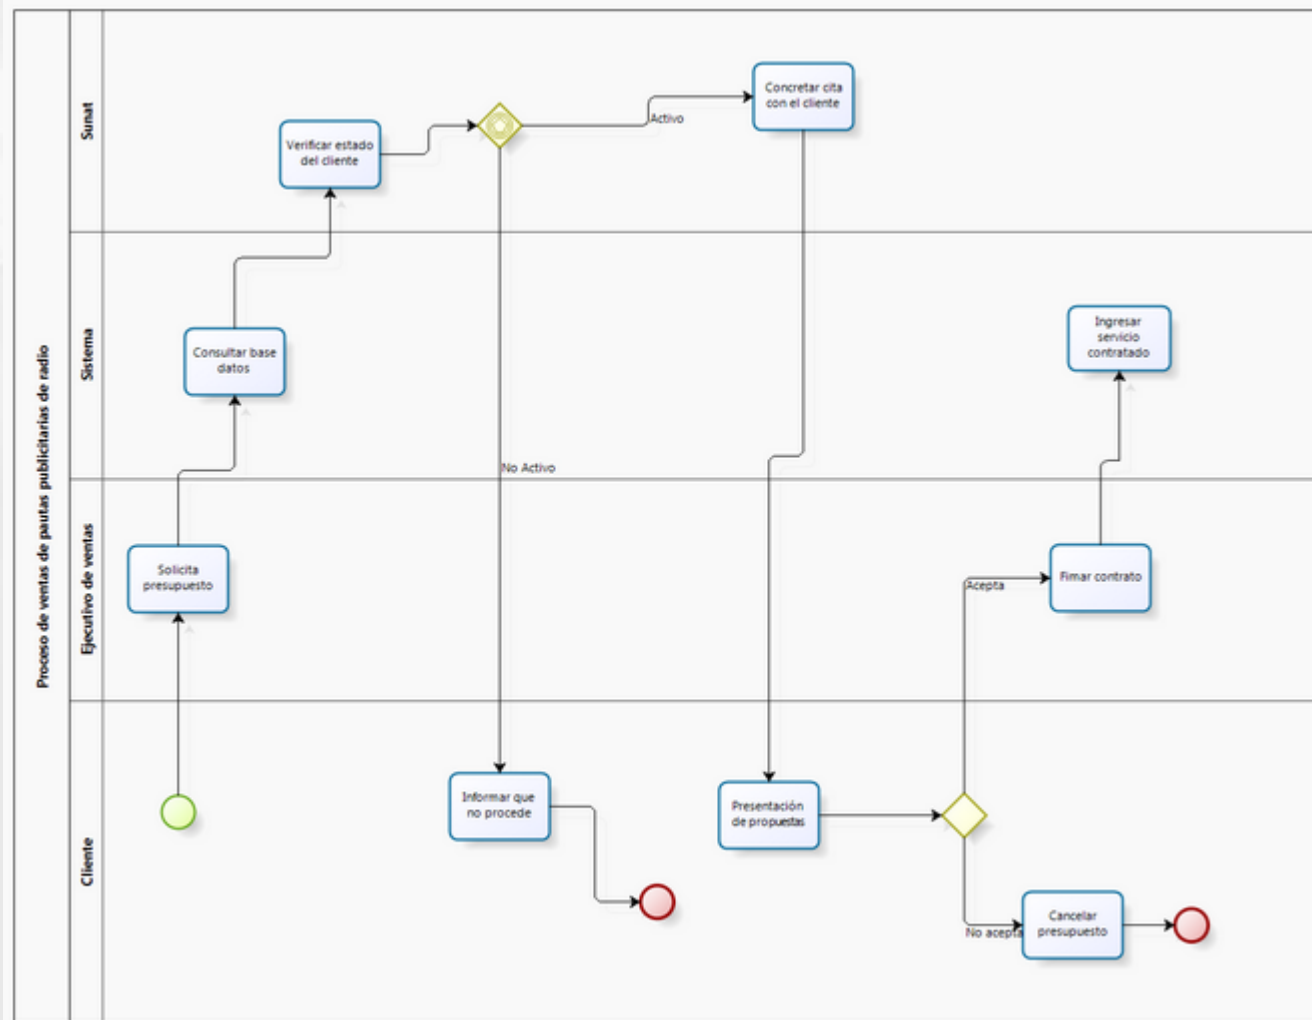 Proceso de ventas de pautas publicitarias de radio
Sunat
Verificar estado
del cliente
Activo
Concretar cita
con el cliente
Sistema
Consultar base
datos
No Activo
Ingresar
servicio
contratado
Ejecutivo de ventas
Solicita
presupuesto
Acepta
Fimar contrato
Cliente
Informar que
no procede
Presentación
de propuestas
No acepta
Cancelar
presupuesto